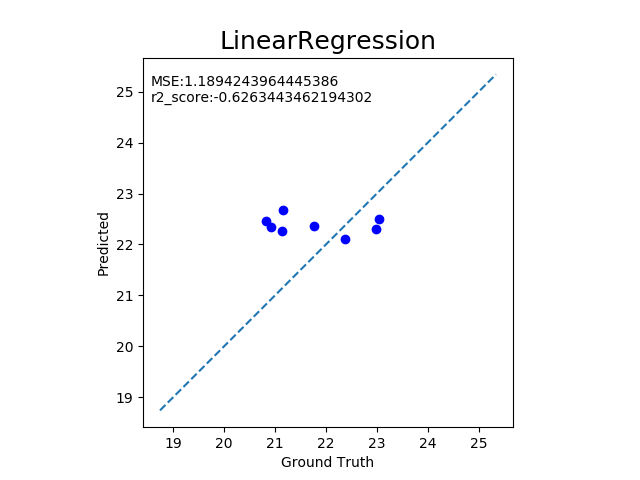 LinearRegression
MSE:1.1894243964445386
r2_score:-0.6263443462194302
25
24
23
22
21
20
19
Predicted
19 20 21 22 23 24 25
Ground Truth